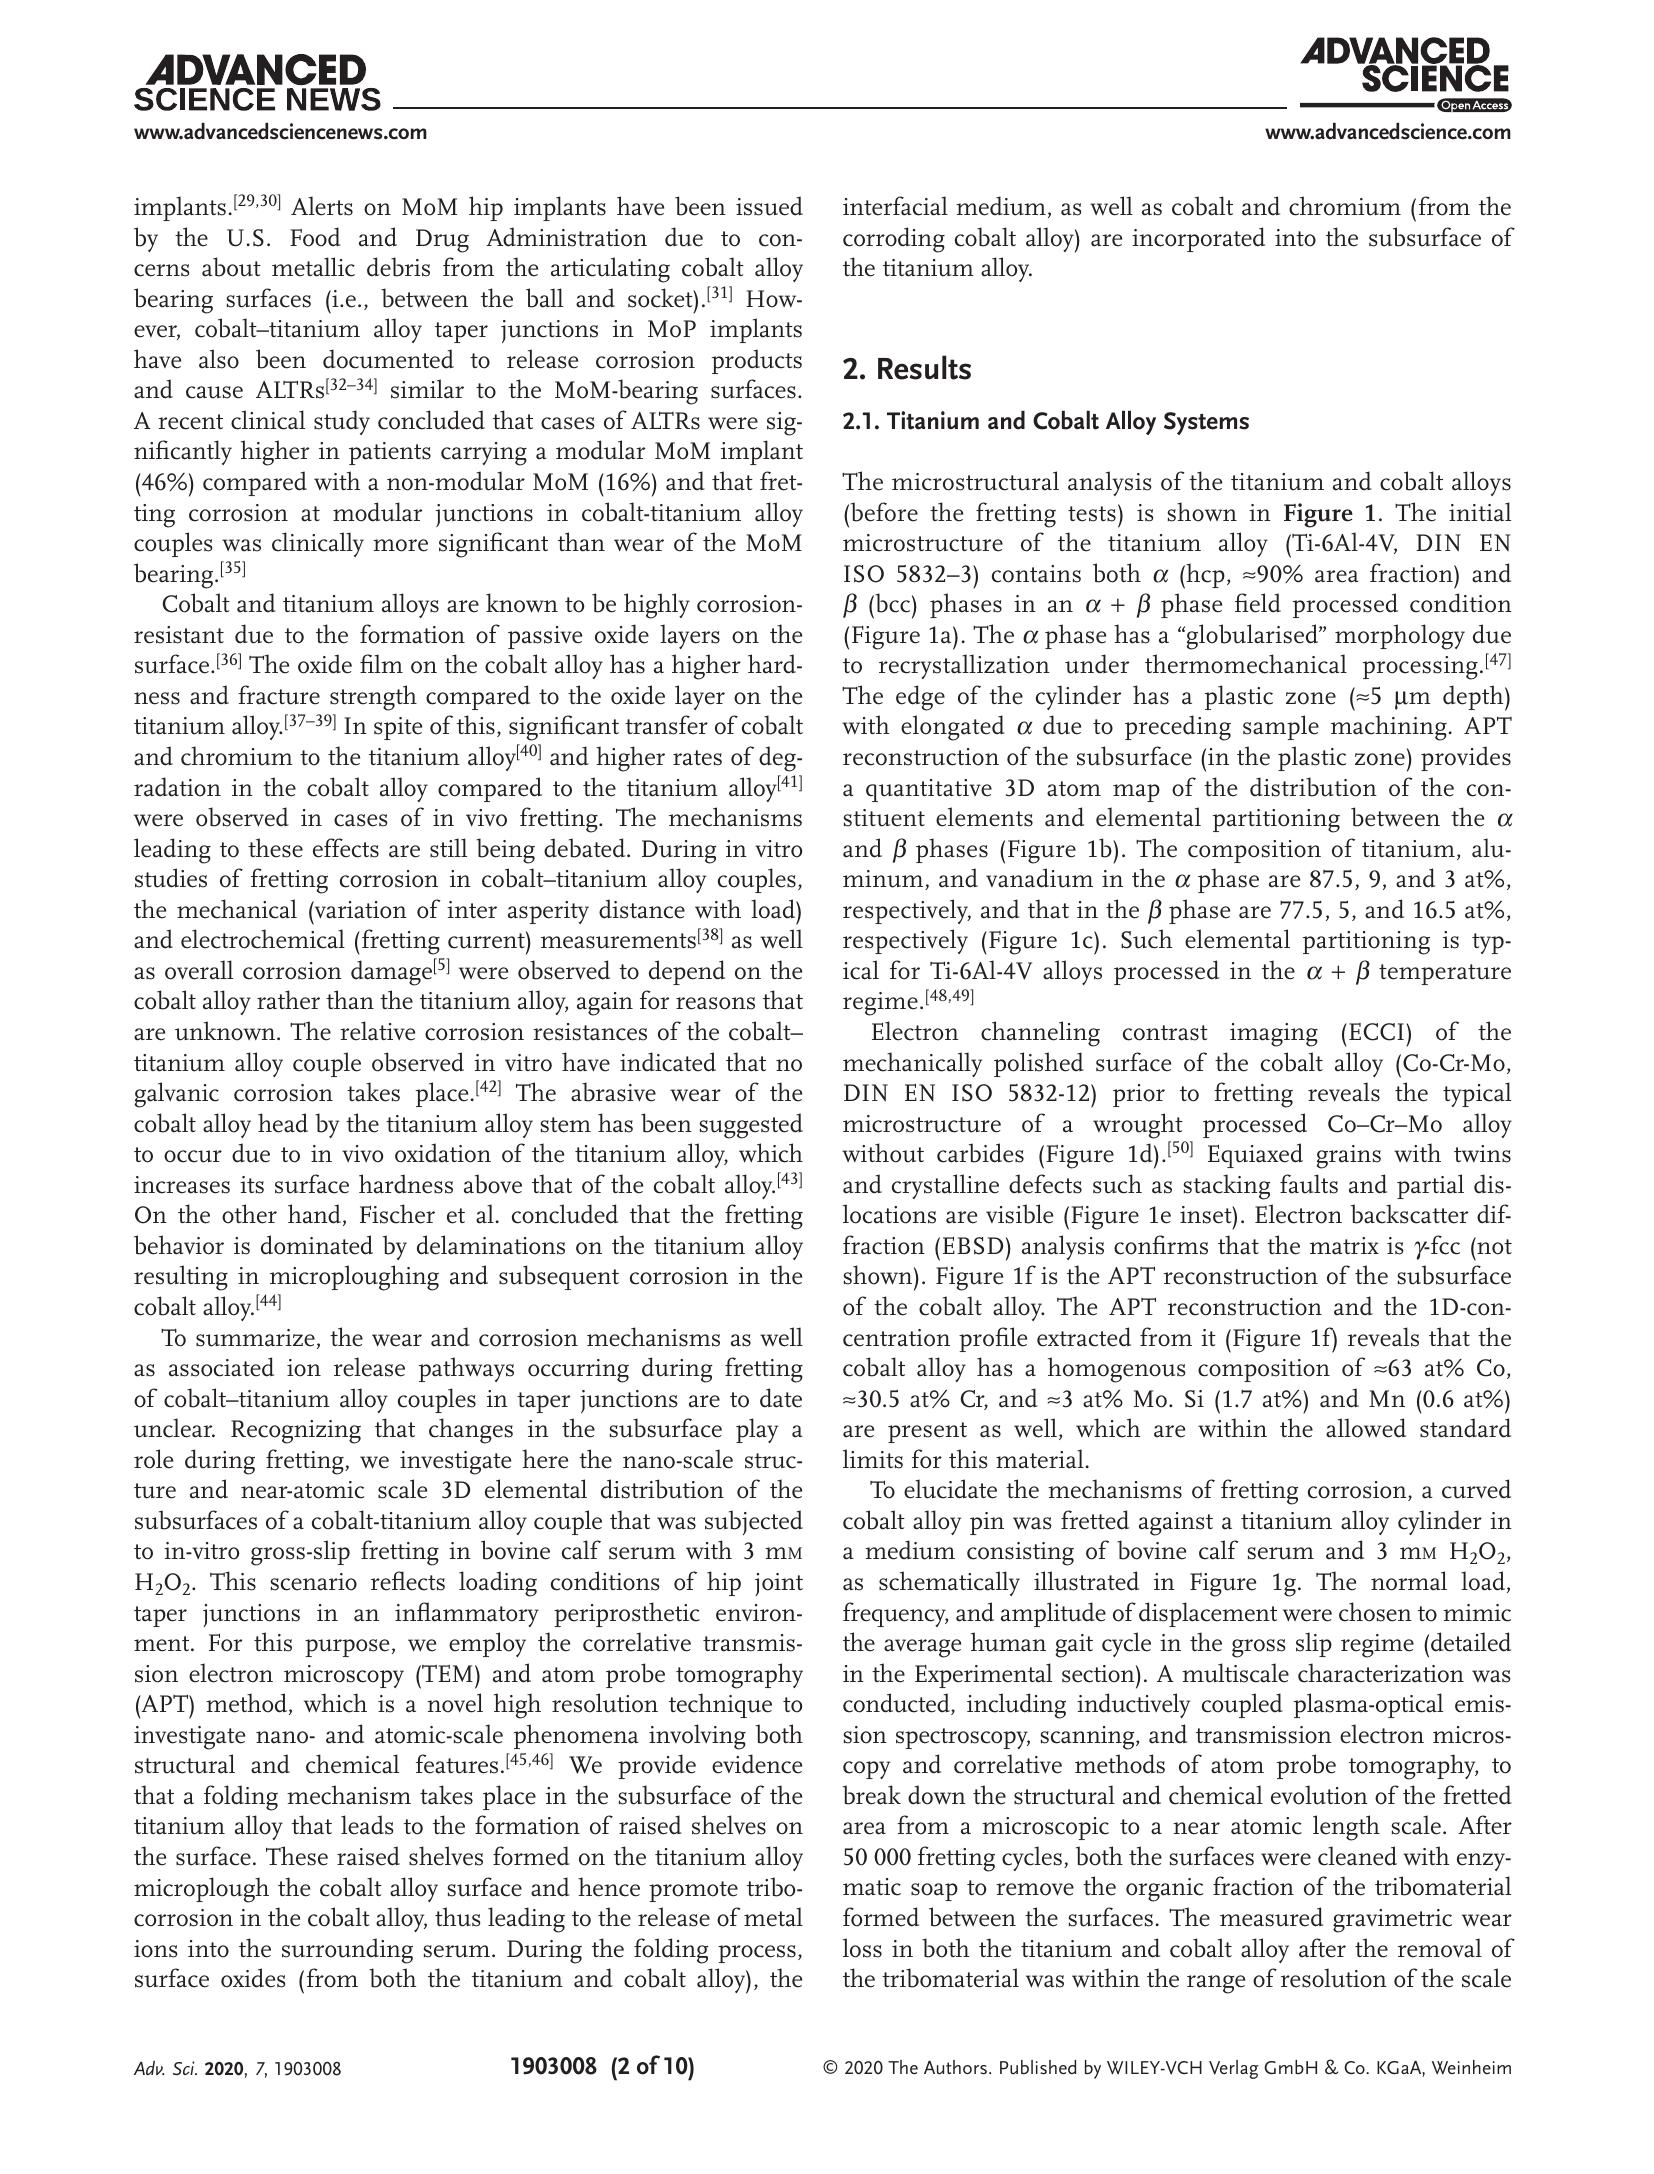 ADVANCED
SCIENCE NEWS
www.advancedsciencenews.com
ADVANCED
SCIENCE
Open Access
www.advancedscience.com
implants.[29,30] Alerts on MoM hip implants have been issued
by the U.S. Food and Drug Administration due to con-
cerns about metallic debris from the articulating cobalt alloy
bearing surfaces (i.e., between the ball and socket).[31] How-
ever, cobalt–titanium alloy taper junctions in MoP implants
have also been documented to release corrosion products
and cause ALTRs[32–34] similar to the MoM-bearing surfaces.
A recent clinical study concluded that cases of ALTRs were sig-
nificantly higher in patients carrying a modular MoM implant
(46%) compared with a non-modular MoM (16%) and that fret-
ting corrosion at modular junctions in cobalt-titanium alloy
couples was clinically more significant than wear of the MoM
bearing.[35]
Cobalt and titanium alloys are known to be highly corrosion-
resistant due to the formation of passive oxide layers on the
surface.[36] The oxide film on the cobalt alloy has a higher hard-
ness and fracture strength compared to the oxide layer on the
titanium alloy.[37–39] In spite of this, significant transfer of cobalt
and chromium to the titanium alloy[40] and higher rates of deg-
radation in the cobalt alloy compared to the titanium alloy[41]
were observed in cases of in vivo fretting. The mechanisms
leading to these effects are still being debated. During in vitro
studies of fretting corrosion in cobalt–titanium alloy couples,
the mechanical (variation of inter asperity distance with load)
and electrochemical (fretting current) measurements[38] as well
as overall corrosion damage[5] were observed to depend on the
cobalt alloy rather than the titanium alloy, again for reasons that
are unknown. The relative corrosion resistances of the cobalt–
titanium alloy couple observed in vitro have indicated that no
galvanic corrosion takes place.[42] The abrasive wear of the
cobalt alloy head by the titanium alloy stem has been suggested
to occur due to in vivo oxidation of the titanium alloy, which
increases its surface hardness above that of the cobalt alloy.[43]
On the other hand, Fischer et al. concluded that the fretting
behavior is dominated by delaminations on the titanium alloy
resulting in microploughing and subsequent corrosion in the
cobalt alloy.[44]
To summarize, the wear and corrosion mechanisms as well
as associated ion release pathways occurring during fretting
of cobalt–titanium alloy couples in taper junctions are to date
unclear. Recognizing that changes in the subsurface play a
role during fretting, we investigate here the nano-scale struc-
ture and near-atomic scale 3D elemental distribution of the
subsurfaces of a cobalt-titanium alloy couple that was subjected
to in-vitro gross-slip fretting in bovine calf serum with 3 mM
H2O2. This scenario reflects loading conditions of hip joint
taper junctions in an inflammatory periprosthetic environ-
ment. For this purpose, we employ the correlative transmis-
sion electron microscopy (TEM) and atom probe tomography
(APT) method, which is a novel high resolution technique to
investigate nano- and atomic-scale phenomena involving both
structural and chemical features.[45,46] We provide evidence
that a folding mechanism takes place in the subsurface of the
titanium alloy that leads to the formation of raised shelves on
the surface. These raised shelves formed on the titanium alloy
microplough the cobalt alloy surface and hence promote tribo-
corrosion in the cobalt alloy, thus leading to the release of metal
ions into the surrounding serum. During the folding process,
surface oxides (from both the titanium and cobalt alloy), the
interfacial medium, as well as cobalt and chromium (from the
corroding cobalt alloy) are incorporated into the subsurface of
the titanium alloy.
2. Results
2.1. Titanium and Cobalt Alloy Systems
The microstructural analysis of the titanium and cobalt alloys
(before the fretting tests) is shown in Figure 1. The initial
microstructure of the titanium alloy (Ti-6Al-4V, DIN EN
ISO 5832–3) contains both α (hcp, ≈90% area fraction) and
β (bcc) phases in an α + β phase field processed condition
(Figure 1a). The α phase has a “globularised” morphology due
to recrystallization under thermomechanical processing.[47]
The edge of the cylinder has a plastic zone (≈5 μm depth)
with elongated α due to preceding sample machining. APT
reconstruction of the subsurface (in the plastic zone) provides
a quantitative 3D atom map of the distribution of the con-
stituent elements and elemental partitioning between the α
and β phases (Figure 1b). The composition of titanium, alu-
minum, and vanadium in the α phase are 87.5, 9, and 3 at%,
respectively, and that in the β phase are 77.5, 5, and 16.5 at%,
respectively (Figure 1c). Such elemental partitioning is typ-
ical for Ti-6Al-4V alloys processed in the α + β temperature
regime.[48,49]
Electron channeling contrast imaging (ECCI) of the
mechanically polished surface of the cobalt alloy (Co-Cr-Mo,
DIN EN ISO 5832-12) prior to fretting reveals the typical
microstructure of a wrought processed Co–Cr–Mo alloy
without carbides (Figure 1d).[50] Equiaxed grains with twins
and crystalline defects such as stacking faults and partial dis-
locations are visible (Figure 1e inset). Electron backscatter dif-
fraction (EBSD) analysis confirms that the matrix is γ-fcc (not
shown). Figure 1f is the APT reconstruction of the subsurface
of the cobalt alloy. The APT reconstruction and the 1D-con-
centration profile extracted from it (Figure 1f) reveals that the
cobalt alloy has a homogenous composition of ≈63 at% Co,
≈30.5 at% Cr, and ≈3 at% Mo. Si (1.7 at%) and Mn (0.6 at%)
are present as well, which are within the allowed standard
limits for this material.
To elucidate the mechanisms of fretting corrosion, a curved
cobalt alloy pin was fretted against a titanium alloy cylinder in
a medium consisting of bovine calf serum and 3 mM H2O2,
as schematically illustrated in Figure 1g. The normal load,
frequency, and amplitude of displacement were chosen to mimic
the average human gait cycle in the gross slip regime (detailed
in the Experimental section). A multiscale characterization was
conducted, including inductively coupled plasma-optical emis-
sion spectroscopy, scanning, and transmission electron micros-
copy and correlative methods of atom probe tomography, to
break down the structural and chemical evolution of the fretted
area from a microscopic to a near atomic length scale. After
50 000 fretting cycles, both the surfaces were cleaned with enzy-
matic soap to remove the organic fraction of the tribomaterial
formed between the surfaces. The measured gravimetric wear
loss in both the titanium and cobalt alloy after the removal of
the tribomaterial was within the range of resolution of the scale
Adv. Sci. 2020, 7, 1903008
1903008 (2 of 10)
© 2020 The Authors. Published by WILEY-VCH Verlag GmbH & Co. KGaA, Weinheim